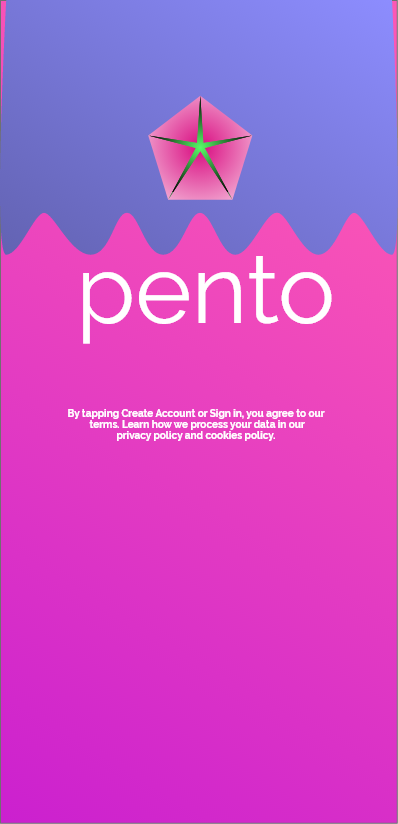 pento
By tapping Create Account or Sign in, you agree to our
terms. Learn how we process your data in our
privacy policy and cookies policy.